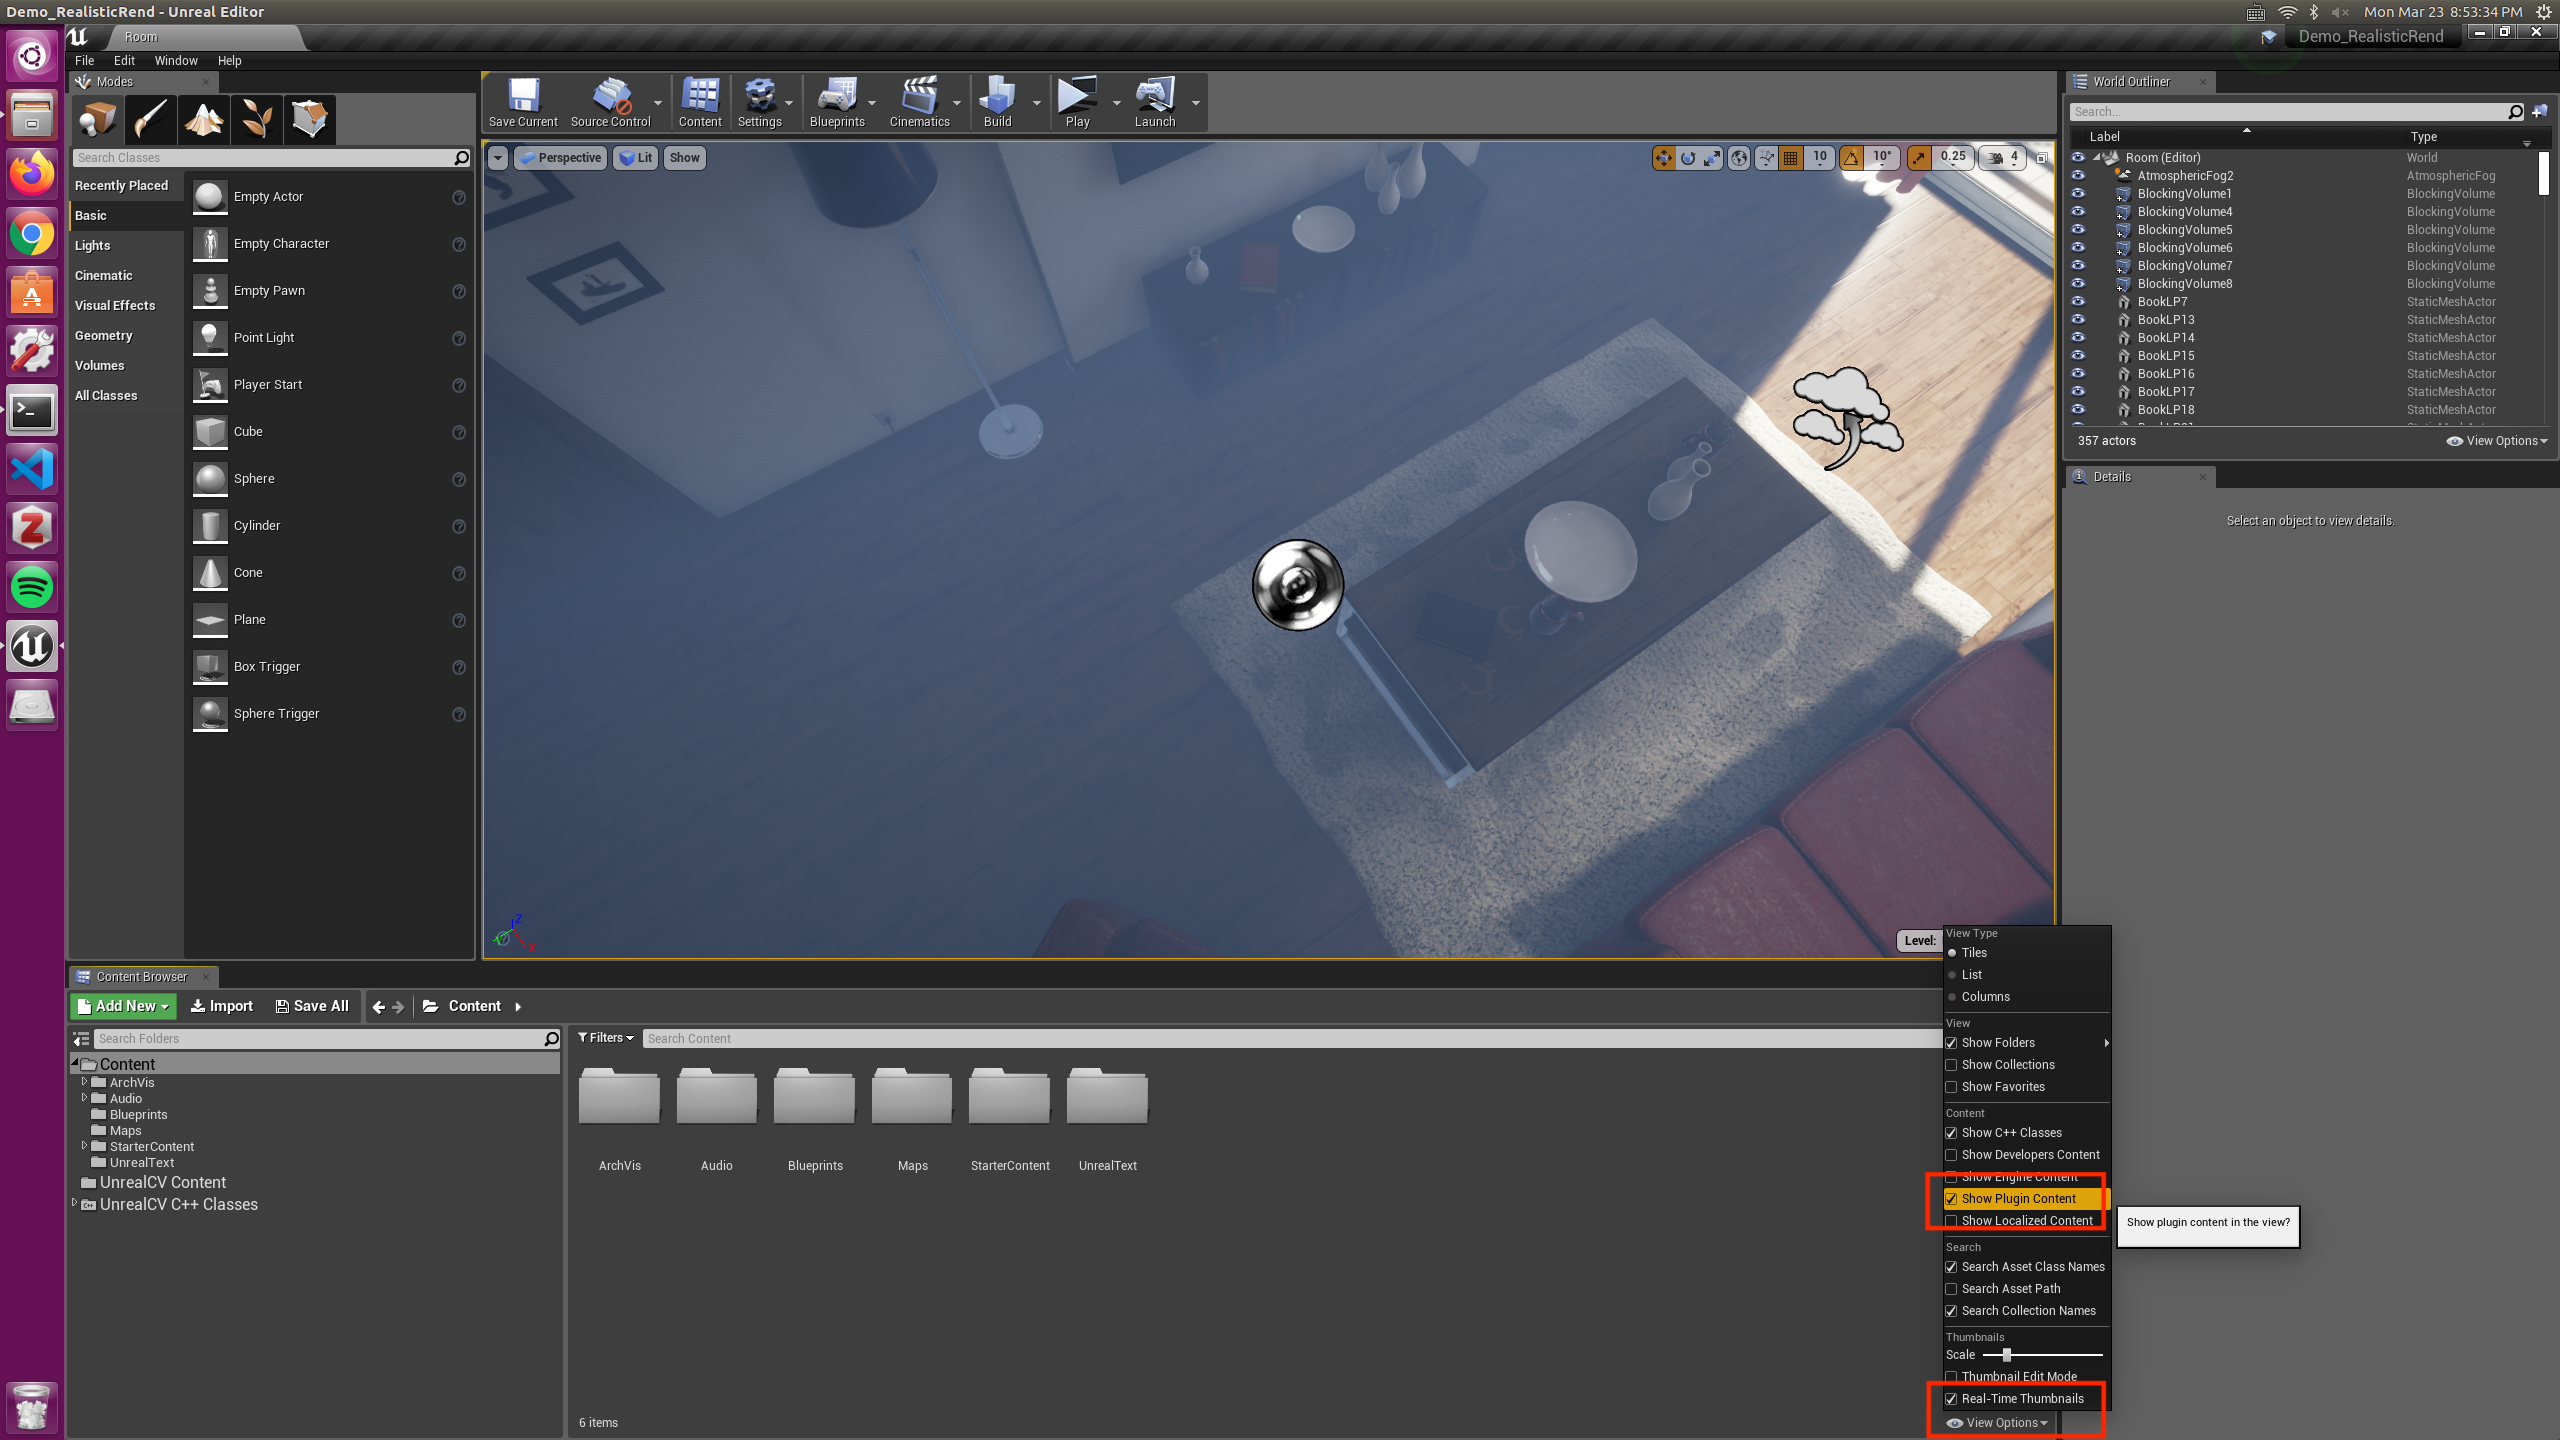 Demo_RealisticRend - Unreal Editor
Mon Mar 23 8:53:34 PM
Room
Demo_RealisticRend
File Edit Window Help
Modes
Search Classes
Recently Placed
Basic
Lights
Cinematic
Visual Effects
Geometry
Volumes
All Classes
Empty Actor
Empty Character
Empty Pawn
Point Light
Player Start
Cube
Sphere
Cylinder
Cone
Plane
Box Trigger
Sphere Trigger
Save Current Source Control Content Settings Blueprints Cinematics Build Play Launch
Perspective Lit Show
10 10° 0.25 4
Z
X
Level:
World Outliner
Search...
Label Type
Room (Editor) World
AtmosphericFog2 AtmosphericFog
BlockingVolume1 BlockingVolume
BlockingVolume4 BlockingVolume
BlockingVolume5 BlockingVolume
BlockingVolume6 BlockingVolume
BlockingVolume7 BlockingVolume
BlockingVolume8 BlockingVolume
BookLP7 StaticMeshActor
BookLP13 StaticMeshActor
BookLP14 StaticMeshActor
BookLP15 StaticMeshActor
BookLP16 StaticMeshActor
BookLP17 StaticMeshActor
BookLP18 StaticMeshActor
357 actors View Options
Details
Select an object to view details.
Content Browser
Add New Import Save All Content
Search Folders
Content
ArchVis
Audio
Blueprints
Maps
StarterContent
UnrealText
UnrealCV Content
UnrealCV C++ Classes
Filters Search Content
ArchVis Audio Blueprints Maps StarterContent UnrealText
6 items
View Type
Tiles
List
Columns
View
Show Folders
Show Collections
Show Favorites
Content
Show C++ Classes
Show Developers Content
Show Engine Content
Show Plugin Content
Show Localized Content
Show plugin content in the view?
Search
Search Asset Class Names
Search Asset Path
Search Collection Names
Thumbnails
Scale
Thumbnail Edit Mode
Real-Time Thumbnails
View Options